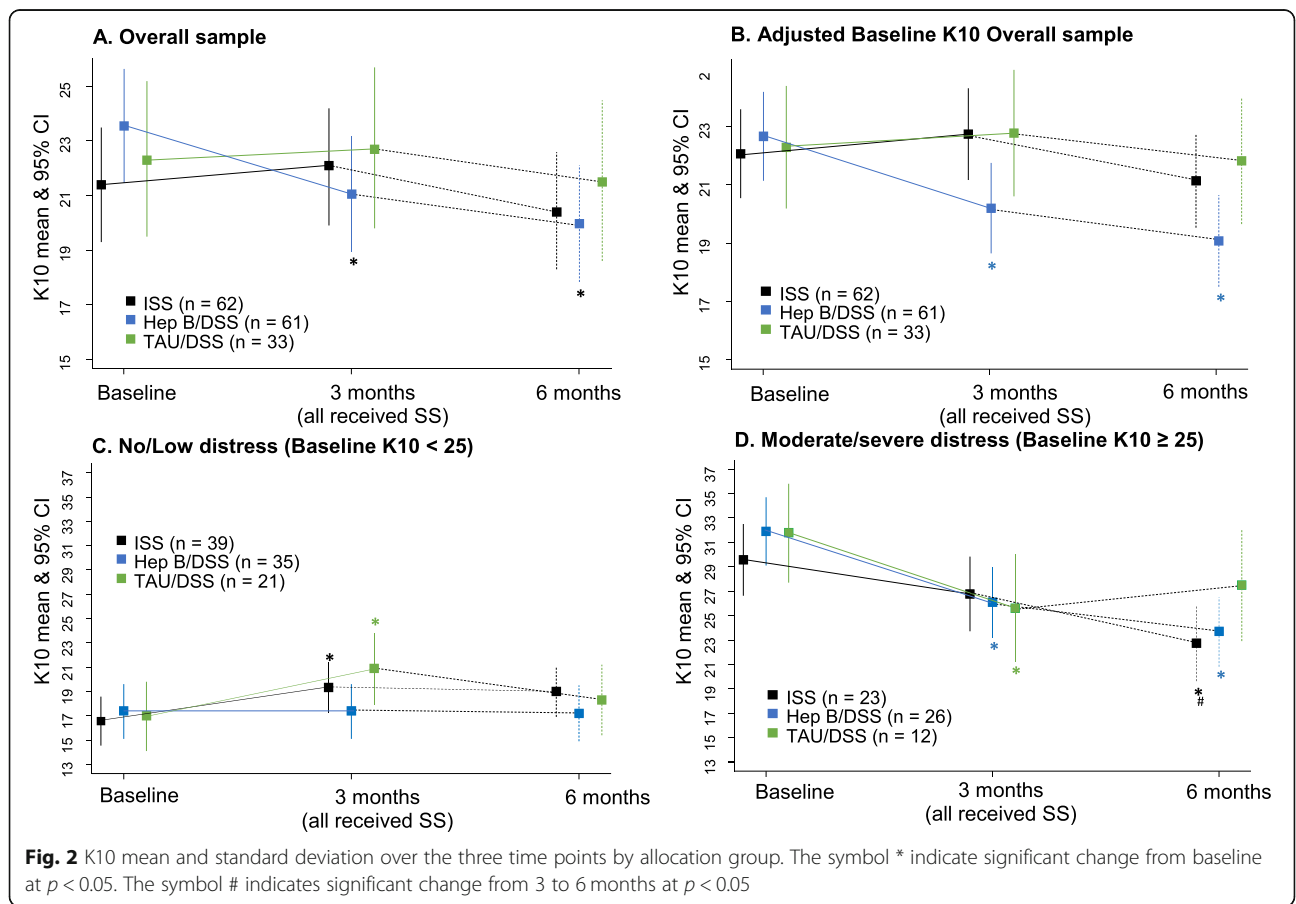 A. Overall sample
K10 mean & 95% CI
25
23
21
19
17
15
ISS (n = 62)
Hep B/DSS (n = 61)
TAU/DSS (n = 33)
*
*
Baseline
3 months
(all received SS)
6 months
B. Adjusted Baseline K10 Overall sample
K10 mean & 95% CI
2
23
21
19
17
15
*
*
ISS (n = 62)
Hep B/DSS (n = 61)
TAU/DSS (n = 33)
Baseline
3 months
(all received SS)
6 months
C. No/Low distress (Baseline K10 < 25)
K10 mean & 95% CI
37
35
33
31
29
27
25
23
21
19
17
15
13
ISS (n = 39)
Hep B/DSS (n = 35)
TAU/DSS (n = 21)
*
*
Baseline
3 months
(all received SS)
6 months
D. Moderate/severe distress (Baseline K10 ≥ 25)
K10 mean & 95% CI
37
35
33
31
29
27
25
23
21
19
17
15
13
*
*
*
*
#
ISS (n = 23)
Hep B/DSS (n = 26)
TAU/DSS (n = 12)
Baseline
3 months
(all received SS)
6 months
Fig. 2 K10 mean and standard deviation over the three time points by allocation group. The symbol * indicate significant change from baseline
at p < 0.05. The symbol # indicates significant change from 3 to 6 months at p < 0.05